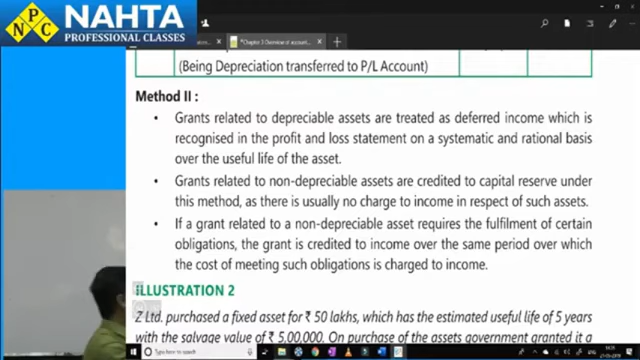 NPC
NAHTA
PROFESSIONAL CLASSES
*Chapter 3 Overview of account...
(Being Depreciation transferred to P/L Account)
Method II :
• Grants related to depreciable assets are treated as deferred income which is
recognised in the profit and loss statement on a systematic and rational basis
over the useful life of the asset.
• Grants related to non-depreciable assets are credited to capital reserve under
this method, as there is usually no charge to income in respect of such assets.
• If a grant related to a non-depreciable asset requires the fulfilment of certain
obligations, the grant is credited to income over the same period over which
the cost of meeting such obligations is charged to income.
ILLUSTRATION 2
Z Ltd. purchased a fixed asset for ₹ 50 lakhs, which has the estimated useful life of 5 years
with the salvage value of ₹ 5,00,000. On purchase of the assets government granted it a
Type here to search